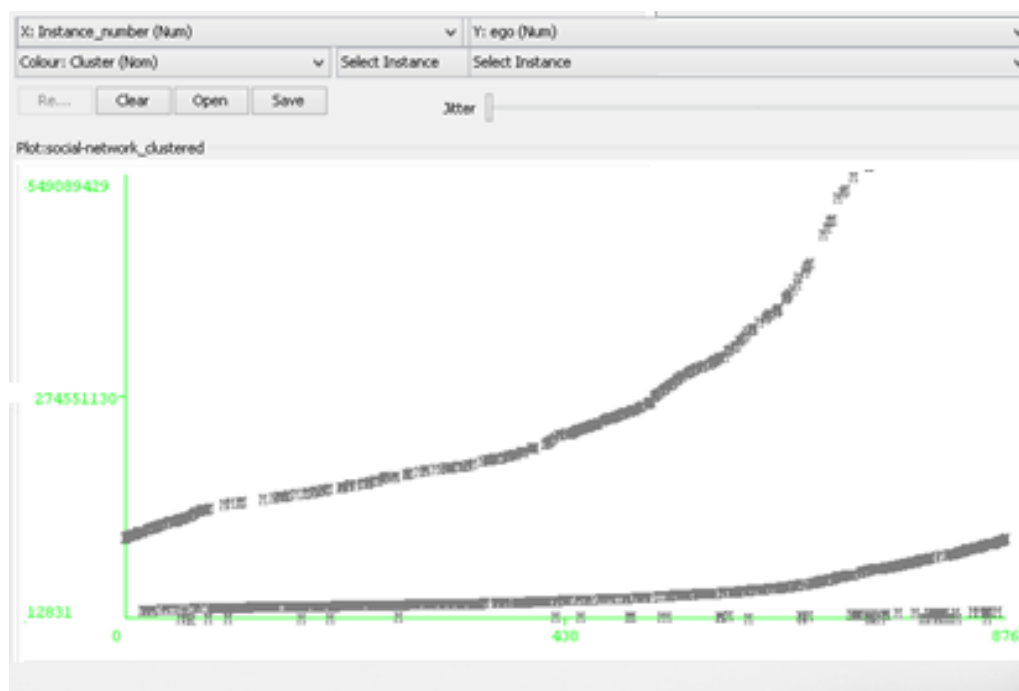 X: Instance_number (Num) Y: ego (Num)
Colour: Cluster (Nom) Select Instance Select Instance
Re.... Clear Open Save Jitter
Plot:social-network_clustered
549089429
274551130
12831
0 438 876